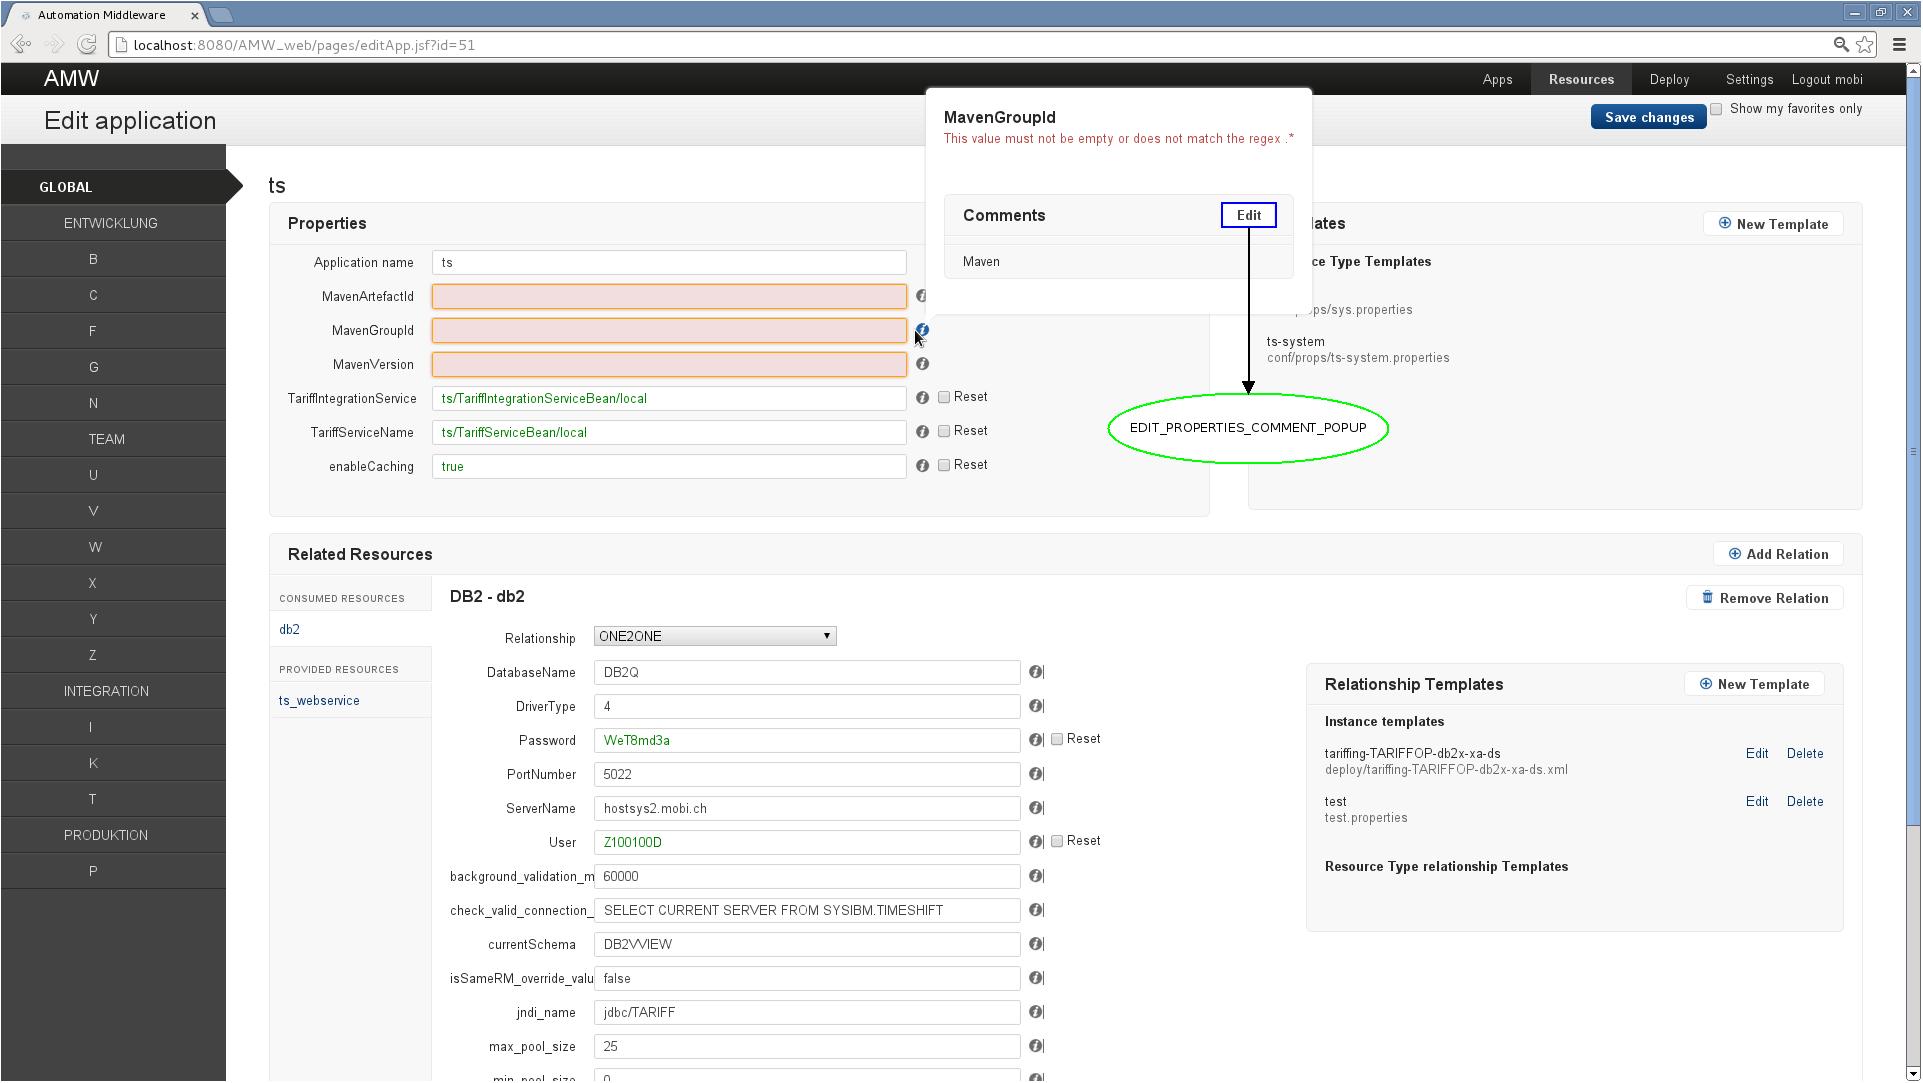 Automation Middleware
localhost:8080/AMW_web/pages/editApp.jsf?id=51
AMW
Apps
Resources
Deploy
Settings
Logout mobi
Edit application
Save changes
Show my favorites only
GLOBAL
ENTWICKLUNG
B
C
F
G
N
TEAM
U
V
W
X
Y
Z
INTEGRATION
I
K
T
PRODUKTION
P
ts
Properties
Application name
ts
MavenArtefactId
MavenGroupId
MavenVersion
TariffIntegrationService
ts/TariffIntegrationServiceBean/local
Reset
TariffServiceName
ts/TariffServiceBean/local
Reset
enableCaching
true
Reset
MavenGroupId
This value must not be empty or does not match the regex .*
Comments
Edit
Maven
EDIT_PROPERTIES_COMMENT_POPUP
lates
New Template
ce Type Templates
ops/sys.properties
ts-system
conf/props/ts-system.properties
Related Resources
Add Relation
CONSUMED RESOURCES
db2
PROVIDED RESOURCES
ts_webservice
DB2 - db2
Remove Relation
Relationship
ONE2ONE
DatabaseName
DB2Q
DriverType
4
Password
WeT8md3a
Reset
PortNumber
5022
ServerName
hostsys2.mobi.ch
User
Z100100D
Reset
background_validation_m
60000
check_valid_connection_
SELECT CURRENT SERVER FROM SYSIBM.TIMESHIFT
currentSchema
DB2VVIEW
isSameRM_override_valu
false
jndi_name
jdbc/TARIFF
max_pool_size
25
min_pool_size
0
Relationship Templates
New Template
Instance templates
tariffing-TARIFFOP-db2x-xa-ds
Edit
Delete
deploy/tariffing-TARIFFOP-db2x-xa-ds.xml
test
Edit
Delete
test.properties
Resource Type relationship Templates